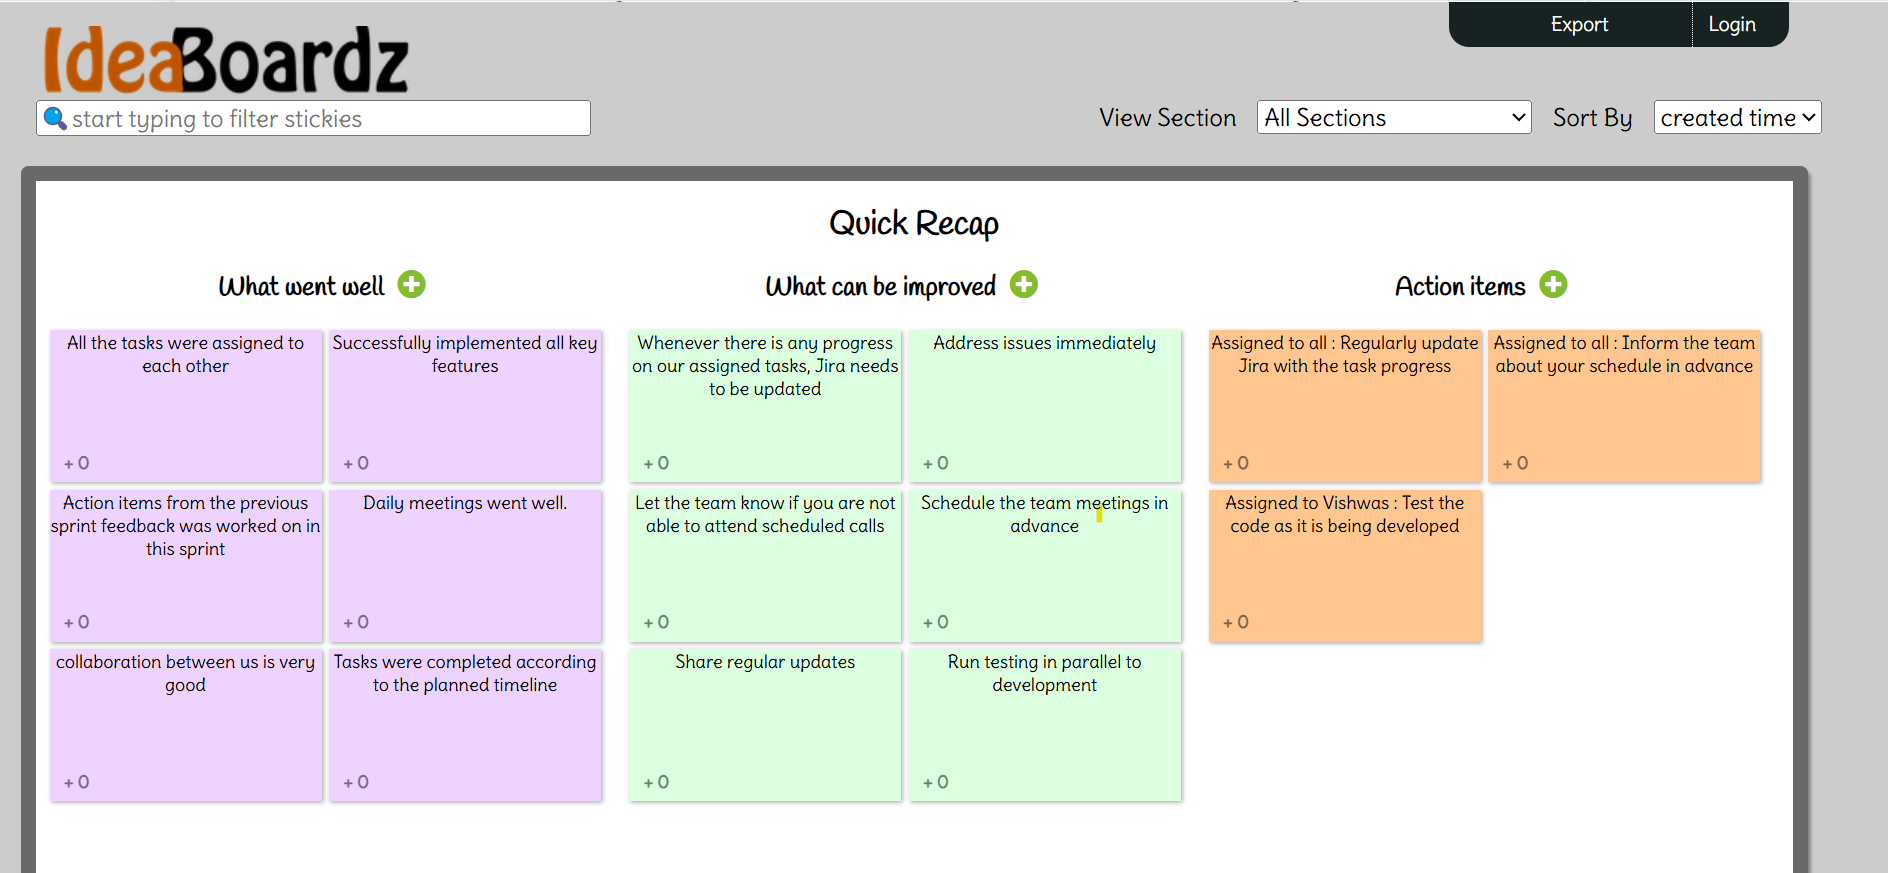 Export
Login
IdeaBoardz
start typing to filter stickies
View Section
All Sections
Sort By
created time
Quick Recap
What went well
All the tasks were assigned to
each other
+ 0
Successfully implemented all key
features
+ 0
Action items from the previous
sprint feedback was worked on in
this sprint
+ 0
Daily meetings went well.
+ 0
collaboration between us is very
good
+ 0
Tasks were completed according
to the planned timeline
+ 0
What can be improved
Whenever there is any progress
on our assigned tasks, Jira needs
to be updated
+ 0
Address issues immediately
+ 0
Let the team know if you are not
able to attend scheduled calls
+ 0
Schedule the team meetings in
advance
+ 0
Share regular updates
+ 0
Run testing in parallel to
development
+ 0
Action items
Assigned to all : Regularly update
Jira with the task progress
+ 0
Assigned to all : Inform the team
about your schedule in advance
+ 0
Assigned to Vishwas : Test the
code as it is being developed
+ 0